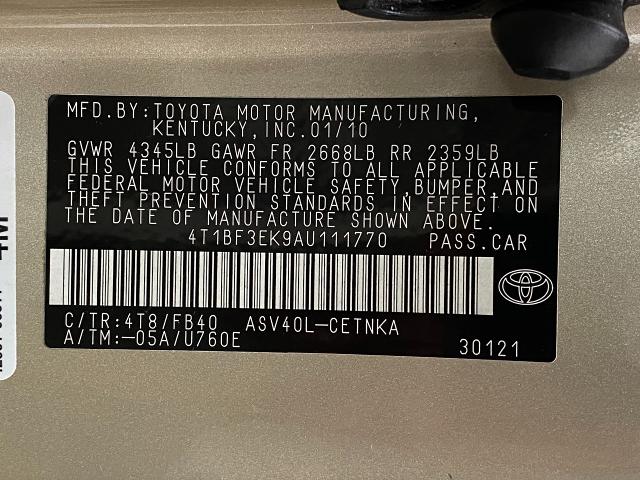 MFD.BY:TOYOTA MOTOR MANUFACTURING,
KENTUCKY,INC.01/10
GVWR 4345LB GAWR FR 2668LB RR 2359LB
THIS VEHICLE CONFORMS TO ALL APPLICABLE
FEDERAL MOTOR VEHICLE SAFETY,BUMPER,AND
THEFT PREVENTION STANDARDS IN EFFECT ON
THE DATE OF MANUFACTURE SHOWN ABOVE.
4T1BF3EK9AU111770 PASS.CAR
C/TR:4T8/FB40 ASV40L-CETNKA
A/TM:-05A/U760E 30121